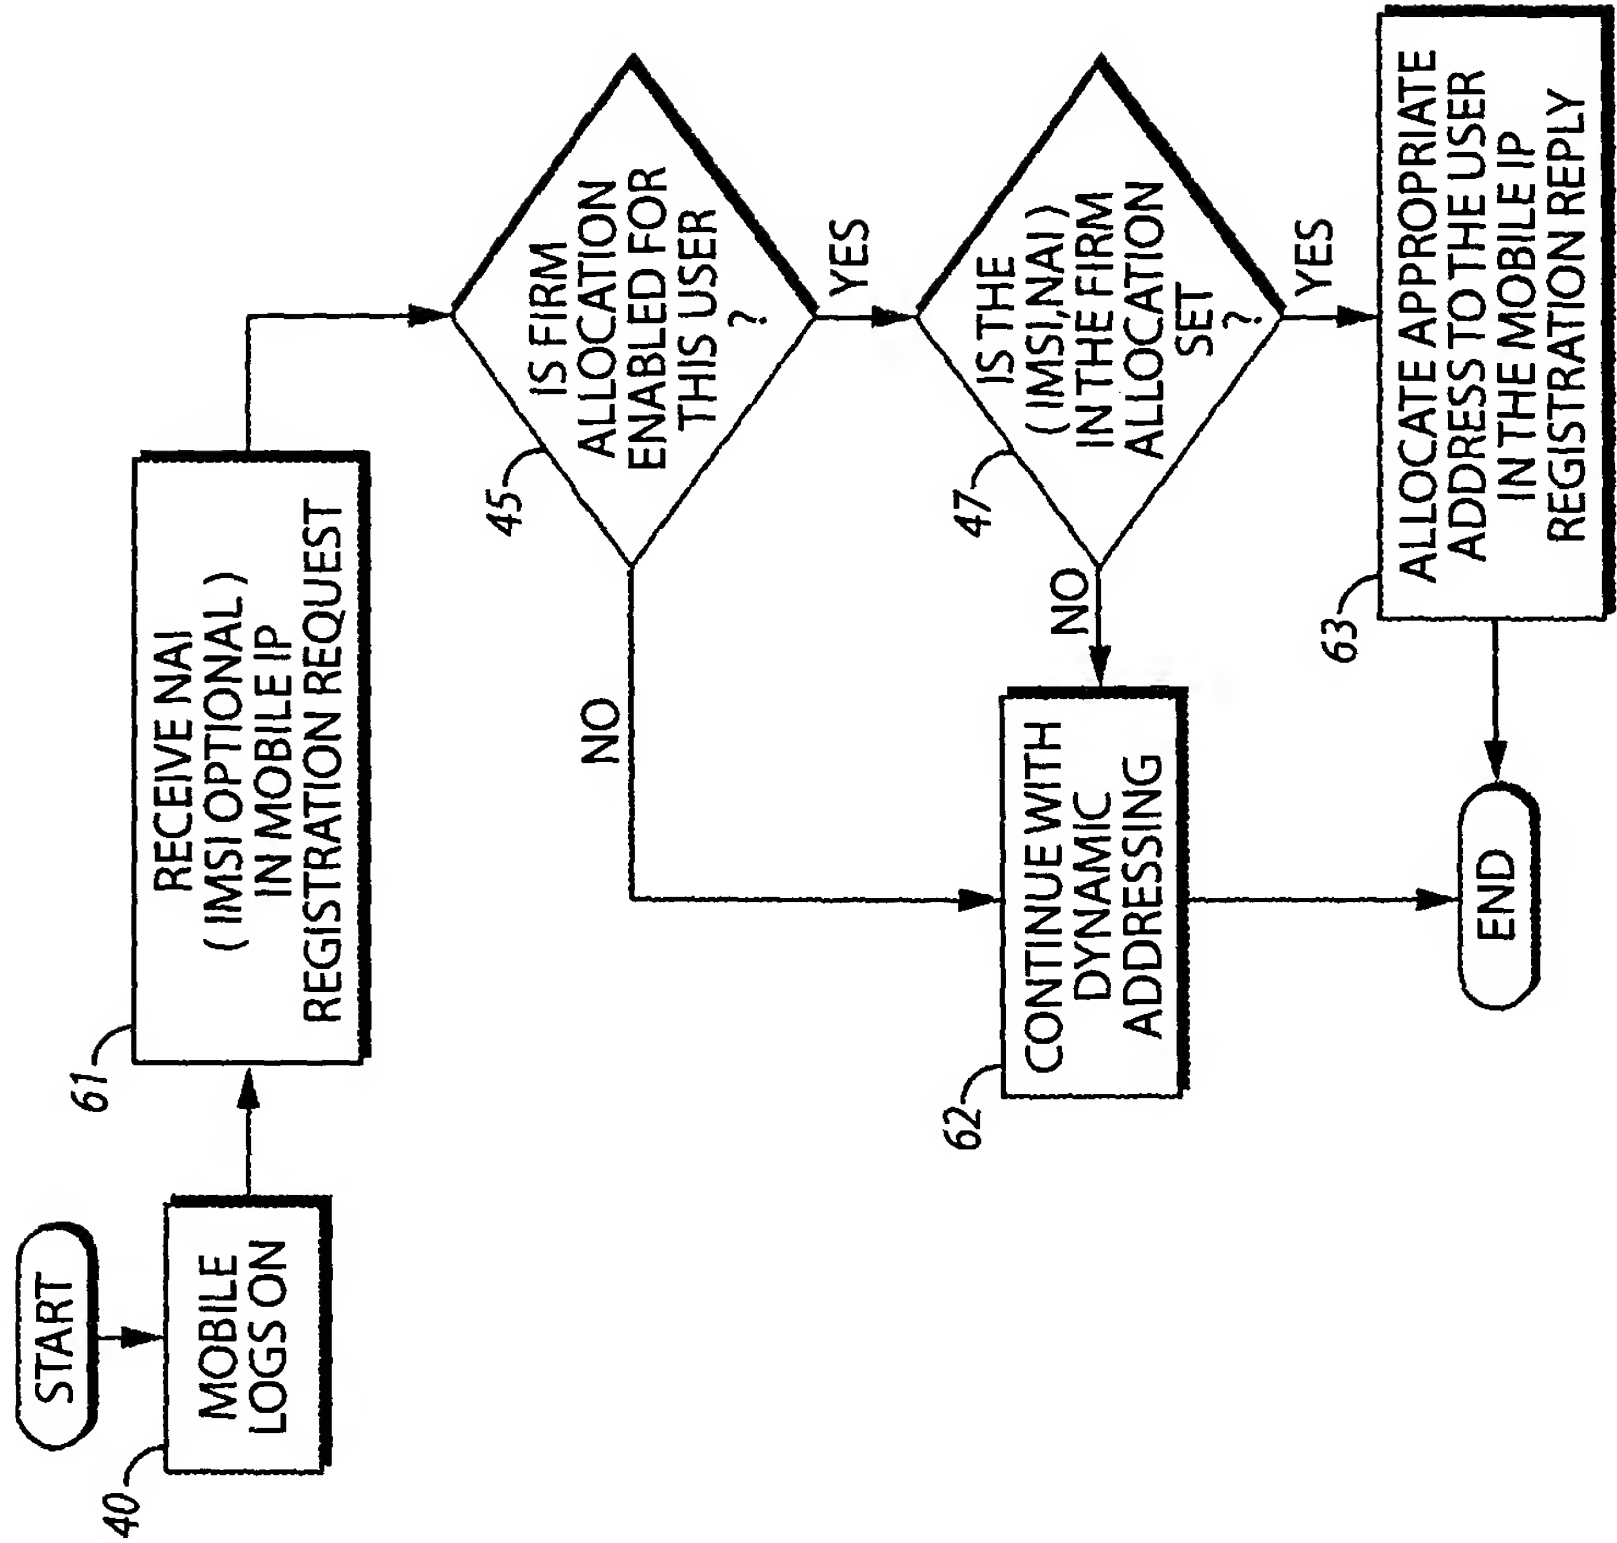 START
40
MOBILE
LOGS ON
61
RECEIVE NAI
( IMSI OPTIONAL )
IN MOBILE IP
REGISTRATION REQUEST
45
IS FIRM
ALLOCATION
ENABLED FOR
THIS USER
?
NO
YES
47
IS THE
( IMSI,NAI )
IN THE FIRM
ALLOCATION
SET
?
NO
YES
62
CONTINUE WITH
DYNAMIC
ADDRESSING
63
ALLOCATE APPROPRIATE
ADDRESS TO THE USER
IN THE MOBILE IP
REGISTRATION REPLY
END